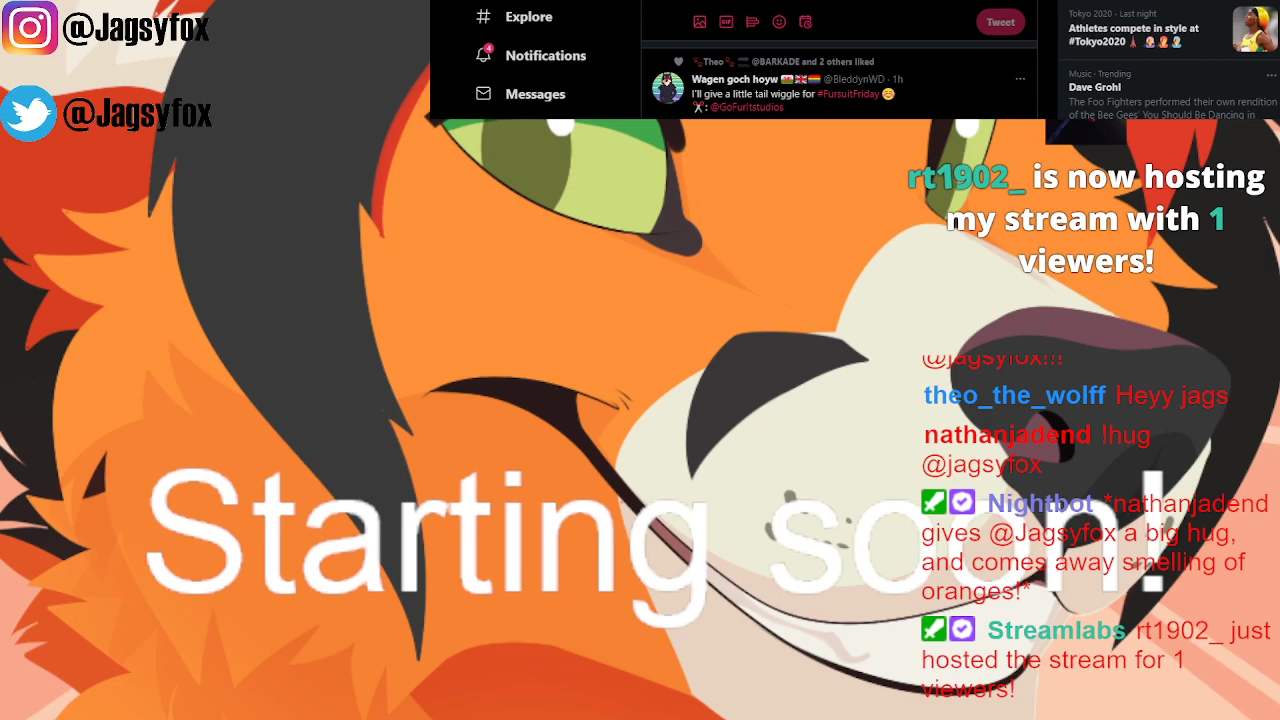 @Jagsyfox
@Jagsyfox
Explore
Notifications
4
Messages
GIF
Tweet
Theo @BARKADE and 2 others liked
Wagen goch hoyw @BleddynWD · 1h
I'll give a little tail wiggle for #FursuitFriday
: @GoFurItstudios
Tokyo 2020 · Last night
Athletes compete in style at
#Tokyo2020
Music · Trending
Dave Grohl
The Foo Fighters performed their own rendition
of the Bee Gees' You Should Be Dancing in
rt1902_ is now hosting
my stream with 1
viewers!
@jagsyfox!!!
theo_the_wolff Heyy jags
nathanjadend !hug
@jagsyfox
Nightbot *nathanjadend
gives @Jagsyfox a big hug,
and comes away smelling of
oranges!*
Streamlabs rt1902_ just
hosted the stream for 1
viewers!
Starting soon!